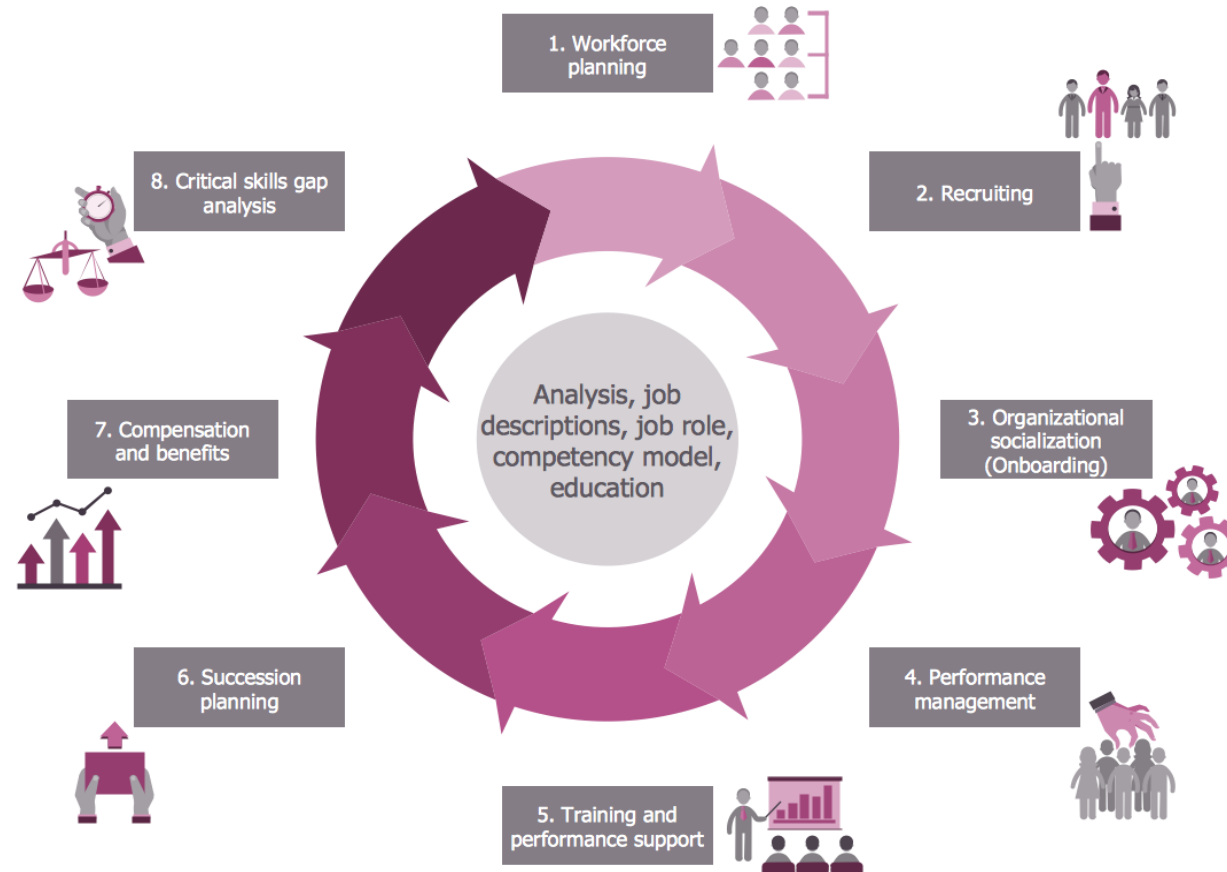 1. Workforce
planning
2. Recruiting
3. Organizational
socialization
(Onboarding)
4. Performance
management
5. Training and
performance support
6. Succession
planning
7. Compensation
and benefits
8. Critical skills gap
analysis
Analysis, job
descriptions, job role,
competency model,
education